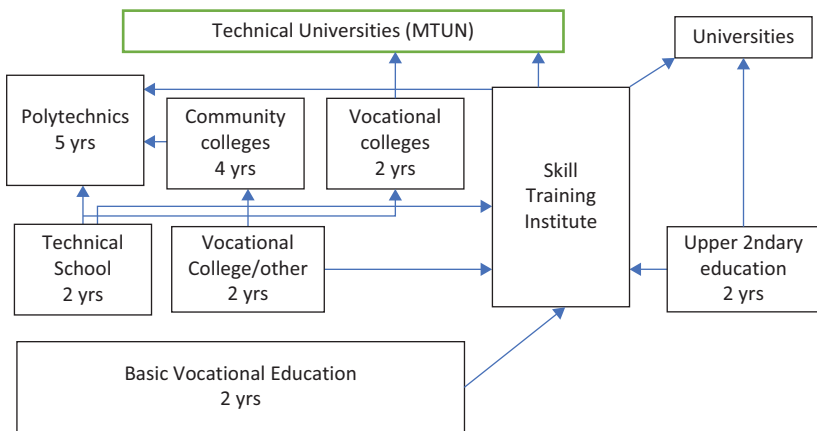 Technical Universities (MTUN)
Universities
Polytechnics
5 yrs
Community
colleges
4 yrs
Vocational
colleges
2 yrs
Skill
Training
Institute
Technical
School
2 yrs
Vocational
College/other
2 yrs
Upper 2ndary
education
2 yrs
Basic Vocational Education
2 yrs